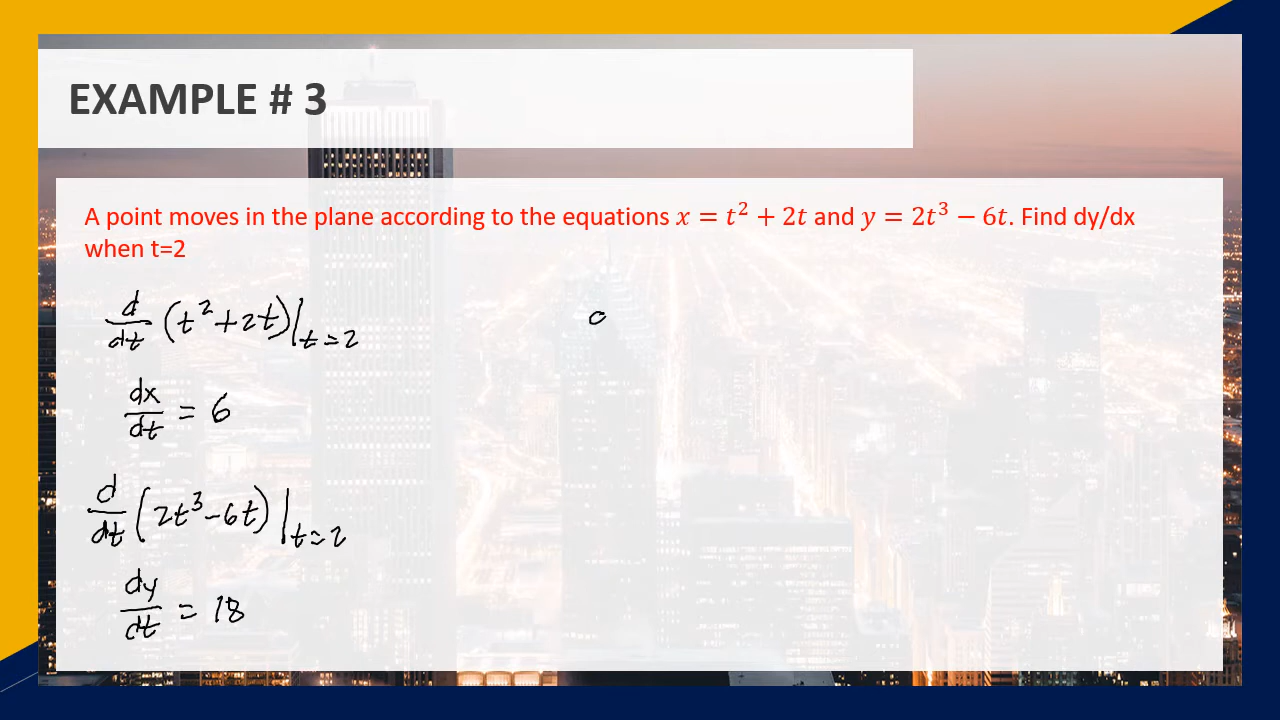 EXAMPLE # 3
A point moves in the plane according to the equations x = t² + 2t and y = 2t³ − 6t. Find dy/dx
when t=2
d/dt (t² + 2t)|t=2
dx/dt = 6
d/dt (2t³ − 6t)|t=2
dy/dt = 18